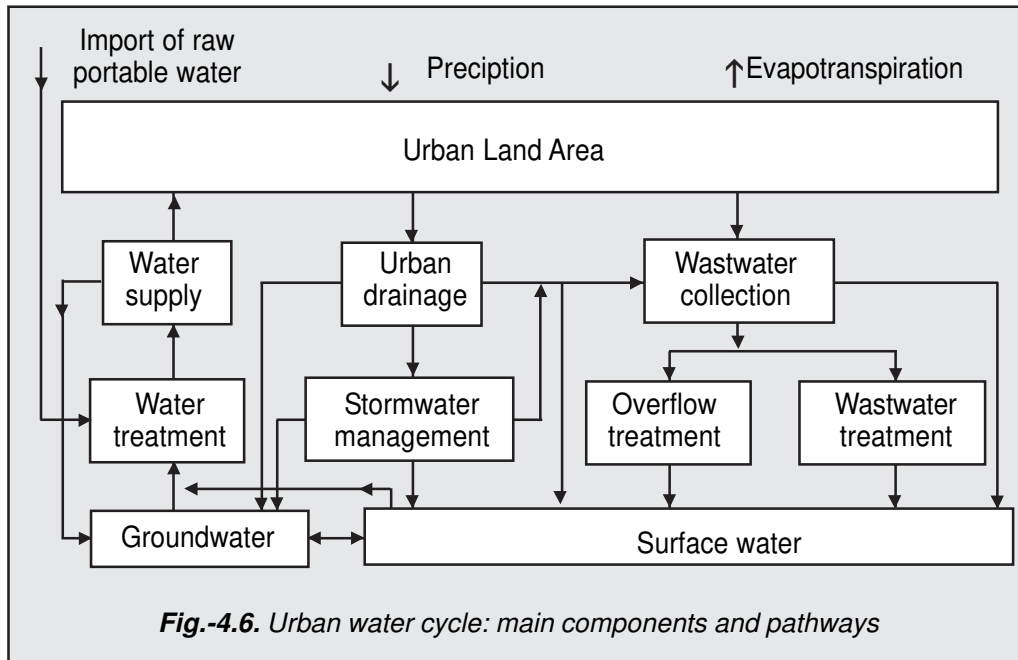 Import of raw
portable water
↓ Preciption
↑ Evapotranspiration
Urban Land Area
Water
supply
Urban
drainage
Wastwater
collection
Water
treatment
Stormwater
management
Overflow
treatment
Wastwater
treatment
Groundwater
Surface water
Fig.-4.6. Urban water cycle: main components and pathways